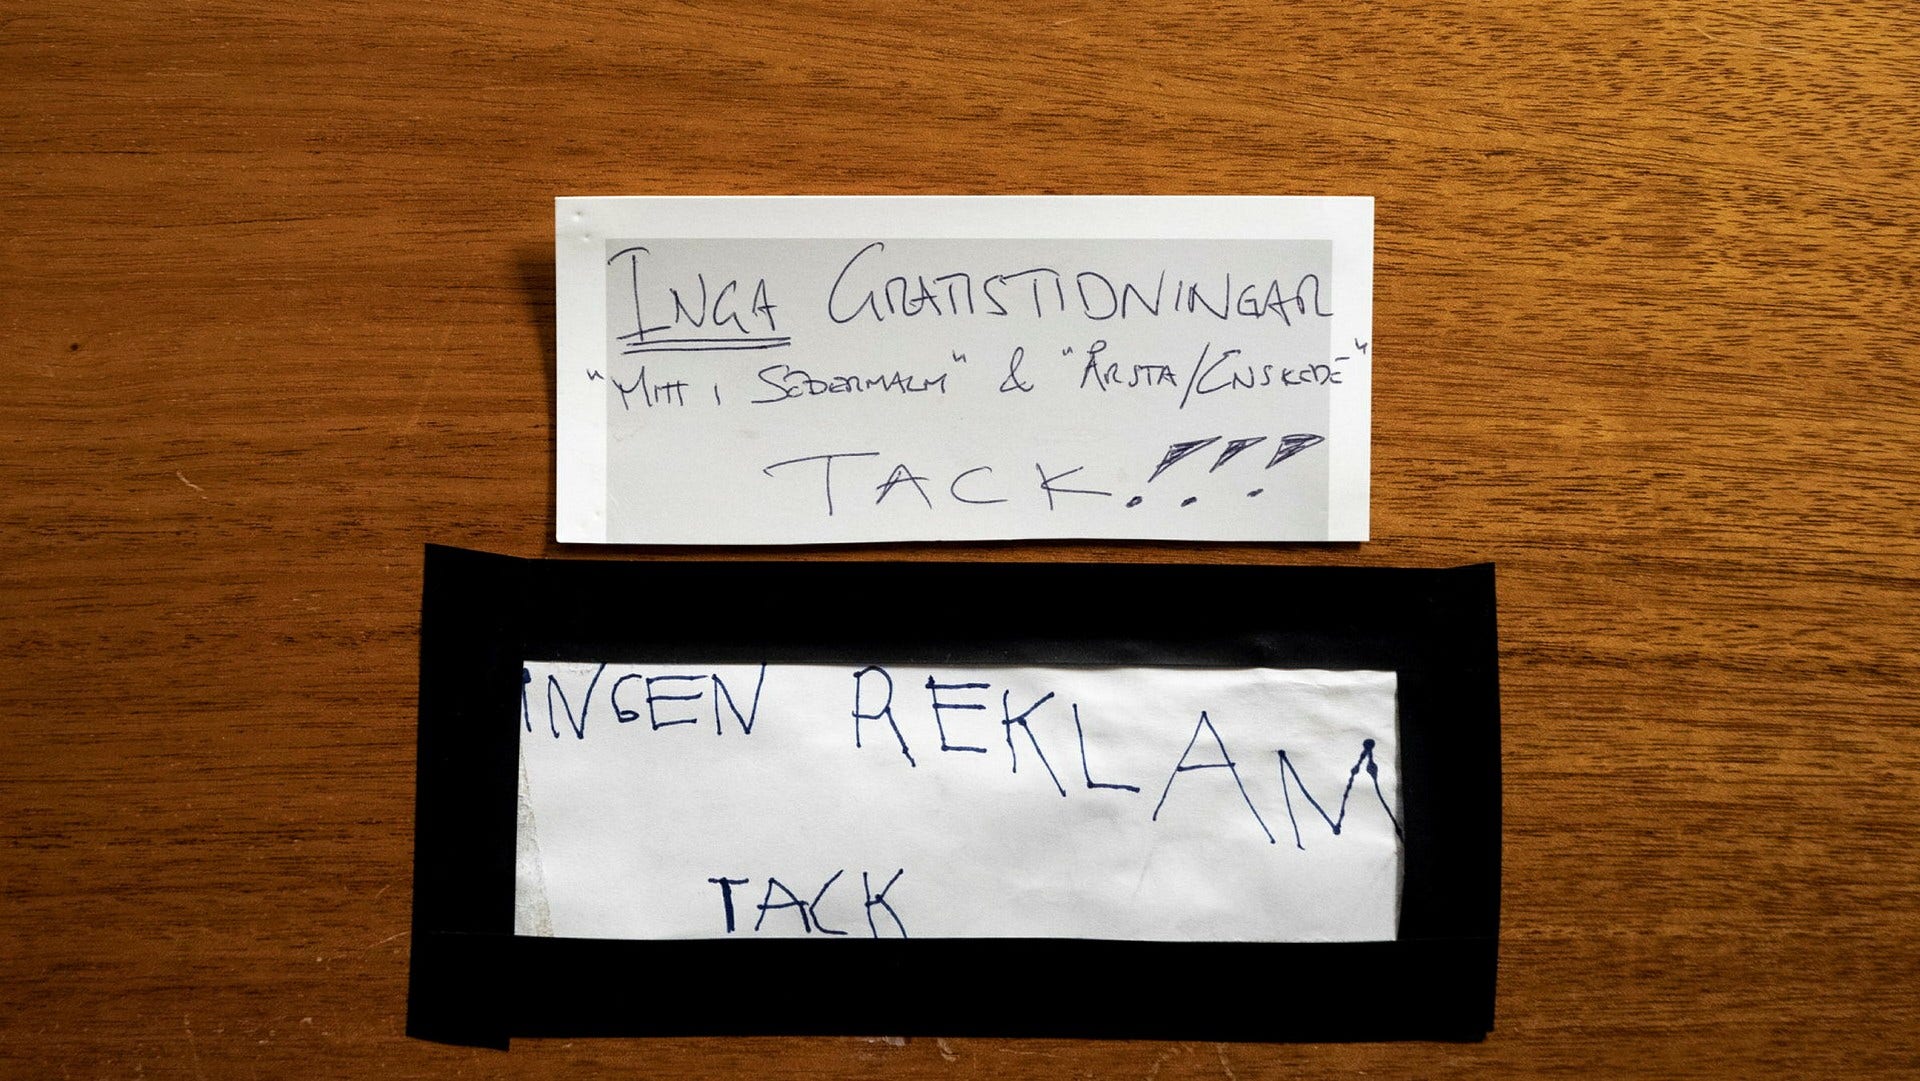 INGA GRATISTIDNINGAR
"MITT I SÖDERMALM" & "ÅRSTA/ENSKEDE"
TACK!!!
INGEN REKLAM
TACK